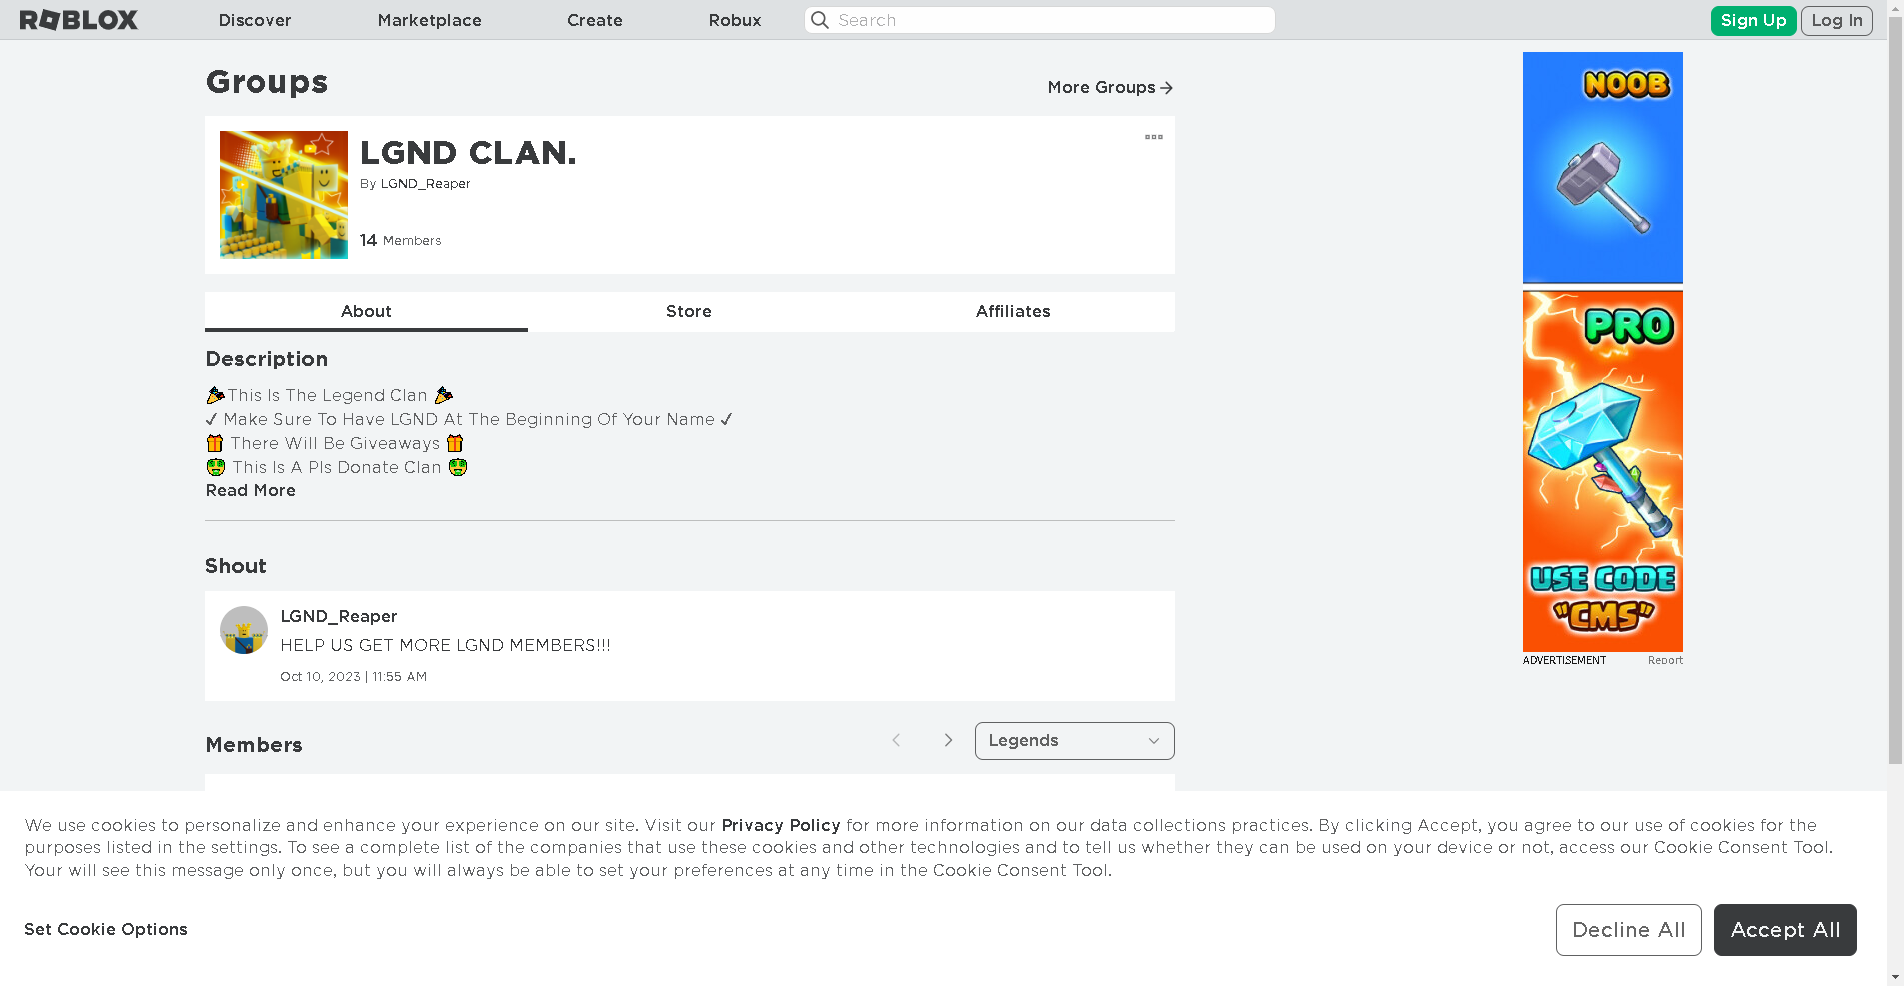 ROBLOX
Discover
Marketplace
Create
Robux
Search
Sign Up
Log In
Groups
More Groups
LGND CLAN.
By LGND_Reaper
14 Members
About
Store
Affiliates
Description
This Is The Legend Clan
✓ Make Sure To Have LGND At The Beginning Of Your Name ✓
There Will Be Giveaways
This Is A Pls Donate Clan
Read More
Shout
LGND_Reaper
HELP US GET MORE LGND MEMBERS!!!
Oct 10, 2023 | 11:55 AM
Members
Legends
NOOB
PRO
USE CODE
"CMS"
ADVERTISEMENT
Report
We use cookies to personalize and enhance your experience on our site. Visit our Privacy Policy for more information on our data collections practices. By clicking Accept, you agree to our use of cookies for the
purposes listed in the settings. To see a complete list of the companies that use these cookies and other technologies and to tell us whether they can be used on your device or not, access our Cookie Consent Tool.
Your will see this message only once, but you will always be able to set your preferences at any time in the Cookie Consent Tool.
Set Cookie Options
Decline All
Accept All